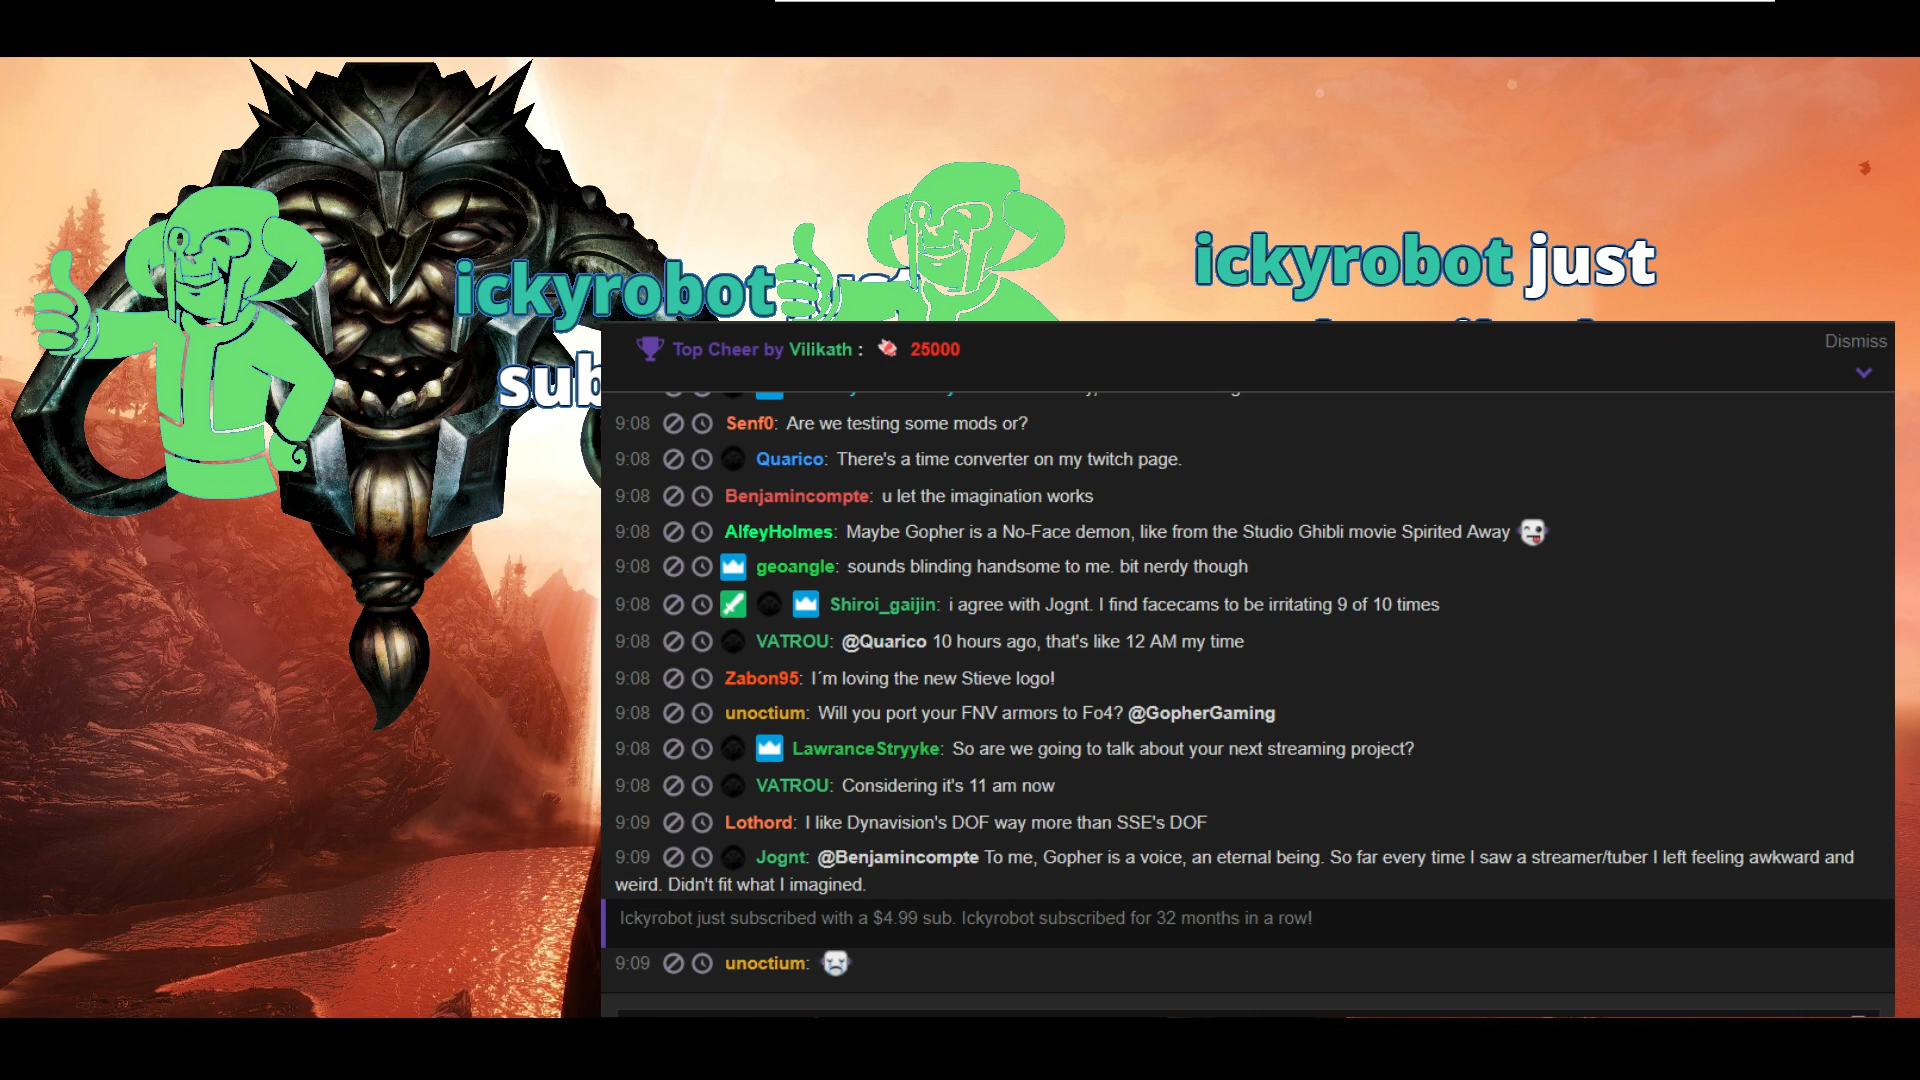 ickyrobot just
ickyrobot
sub
Top Cheer by Vilikath : 25000
Dismiss
9:08 Senf0: Are we testing some mods or?
9:08 Quarico: There's a time converter on my twitch page.
9:08 Benjamincompte: u let the imagination works
9:08 AlfeyHolmes: Maybe Gopher is a No-Face demon, like from the Studio Ghibli movie Spirited Away
9:08 geoangle: sounds blinding handsome to me. bit nerdy though
9:08 Shiroi_gaijin: i agree with Jognt. I find facecams to be irritating 9 of 10 times
9:08 VATROU: @Quarico 10 hours ago, that's like 12 AM my time
9:08 Zabon95: I´m loving the new Stieve logo!
9:08 unoctium: Will you port your FNV armors to Fo4? @GopherGaming
9:08 LawranceStryyke: So are we going to talk about your next streaming project?
9:08 VATROU: Considering it's 11 am now
9:09 Lothord: I like Dynavision's DOF way more than SSE's DOF
9:09 Jognt: @Benjamincompte To me, Gopher is a voice, an eternal being. So far every time I saw a streamer/tuber I left feeling awkward and
weird. Didn't fit what I imagined.
Ickyrobot just subscribed with a $4.99 sub. Ickyrobot subscribed for 32 months in a row!
9:09 unoctium: